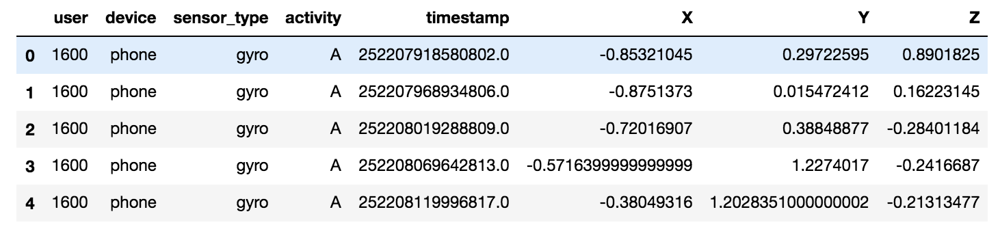 user device sensor_type activity timestamp X Y Z
0 1600 phone gyro A 252207918580802.0 -0.85321045 0.29722595 0.8901825
1 1600 phone gyro A 252207968934806.0 -0.8751373 0.015472412 0.16223145
2 1600 phone gyro A 252208019288809.0 -0.72016907 0.38848877 -0.28401184
3 1600 phone gyro A 252208069642813.0 -0.5716399999999999 1.2274017 -0.2416687
4 1600 phone gyro A 252208119996817.0 -0.38049316 1.2028351000000002 -0.21313477